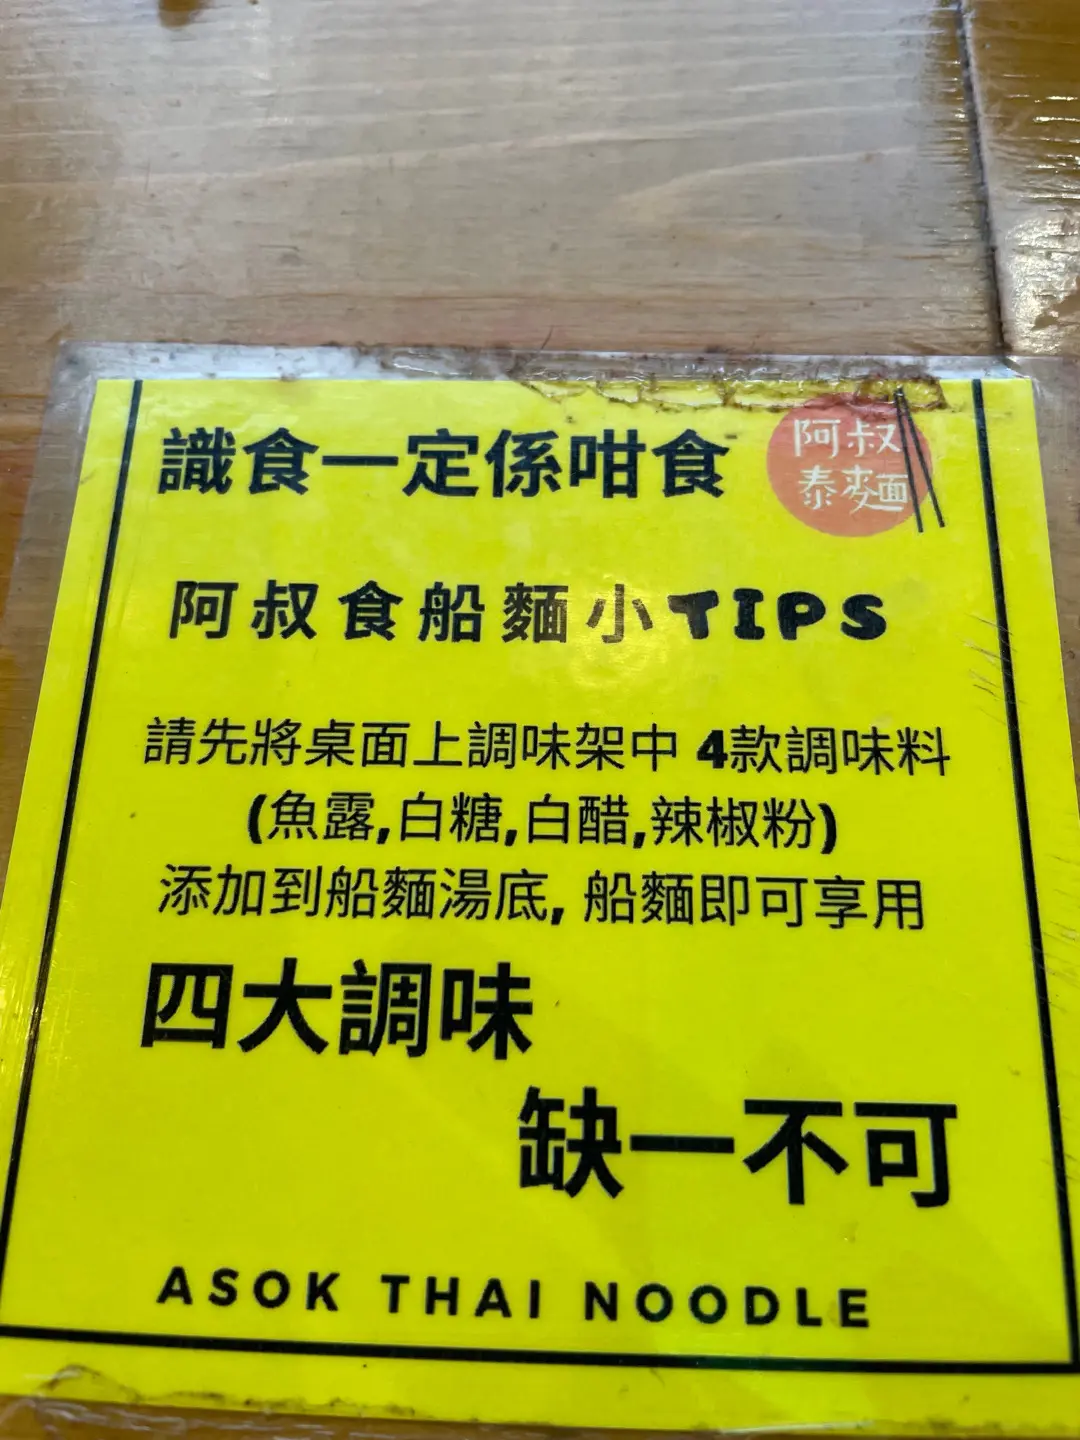 識食一定係咁食
阿叔
泰麵
阿叔食船麵小TIPS
請先將桌面上調味架中 4款調味料
(魚露,白糖,白醋,辣椒粉)
添加到船麵湯底, 船麵即可享用
四大調味
缺一不可
ASOK THAI NOODLE